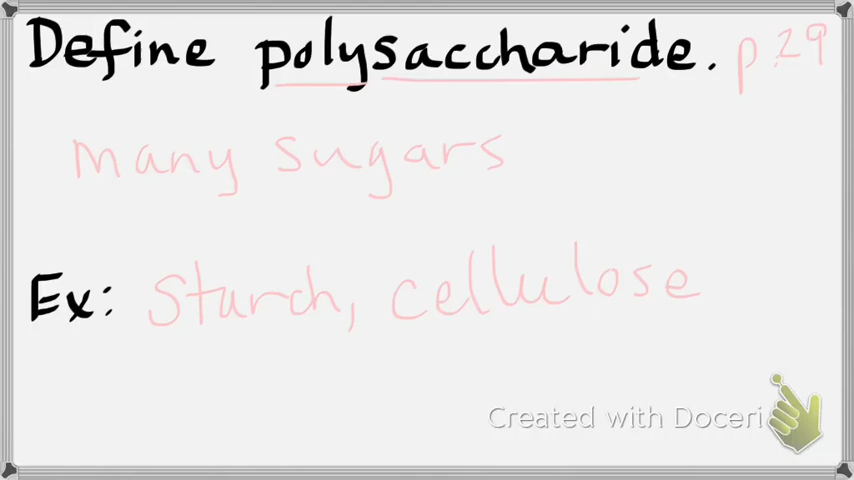 Define polysaccharide. p.29
many sugars
Ex: Starch, cellulose
Created with Doceri